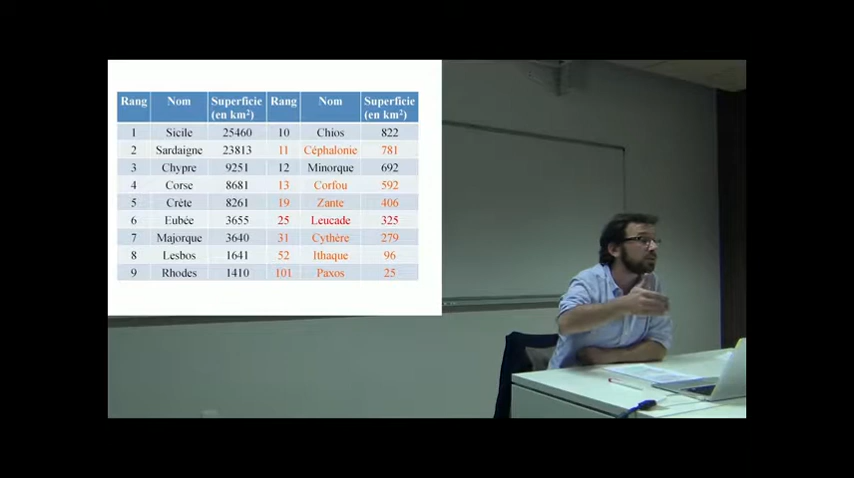 Rang Nom Superficie (en km²) Rang Nom Superficie (en km²)
1 Sicile 25460 10 Chios 822
2 Sardaigne 23813 11 Céphalonie 781
3 Chypre 9251 12 Minorque 692
4 Corse 8681 13 Corfou 592
5 Crête 8261 19 Zante 406
6 Eubée 3655 25 Leucade 325
7 Majorque 3640 31 Cythère 279
8 Lesbos 1641 52 Ithaque 96
9 Rhodes 1410 101 Paxos 25